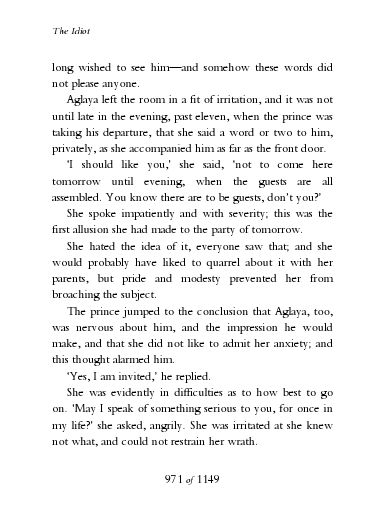 The Idiot
long wished to see him—and somehow these words did
not please anyone.
Aglaya left the room in a fit of irritation, and it was not
until late in the evening, past eleven, when the prince was
taking his departure, that she said a word or two to him,
privately, as she accompanied him as far as the front door.
‘I should like you,’ she said, ‘not to come here
tomorrow until evening, when the guests are all
assembled. You know there are to be guests, don’t you?’
She spoke impatiently and with severity; this was the
first allusion she had made to the party of tomorrow.
She hated the idea of it, everyone saw that; and she
would probably have liked to quarrel about it with her
parents, but pride and modesty prevented her from
broaching the subject.
The prince jumped to the conclusion that Aglaya, too,
was nervous about him, and the impression he would
make, and that she did not like to admit her anxiety; and
this thought alarmed him.
‘Yes, I am invited,’ he replied.
She was evidently in difficulties as to how best to go
on. ‘May I speak of something serious to you, for once in
my life?’ she asked, angrily. She was irritated at she knew
not what, and could not restrain her wrath.
971 of 1149